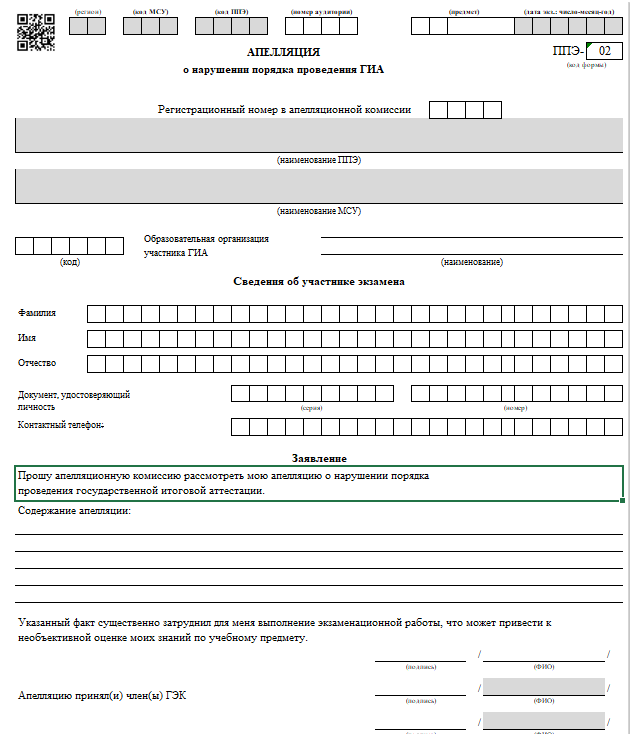 (регион) (код МСУ) (код ППЭ) (номер аудитории) (предмет) (дата экз.: число-месяц-год)
АПЕЛЛЯЦИЯ
ППЭ- 02
(код формы)
о нарушении порядка проведения ГИА
Регистрационный номер в апелляционной комиссии
(наименование ППЭ)
(наименование МСУ)
Образовательная организация
участника ГИА
(код) (наименование)
Сведения об участнике экзамена
Фамилия
Имя
Отчество
Документ, удостоверяющий
личность
(серия) (номер)
Контактный телефон:
Заявление
Прошу апелляционную комиссию рассмотреть мою апелляцию о нарушении порядка
проведения государственной итоговой аттестации.
Содержание апелляции:
Указанный факт существенно затруднил для меня выполнение экзаменационной работы, что может привести к
необъективной оценке моих знаний по учебному предмету.
/ /
(подпись) (ФИО)
Апелляцию принял(и) член(ы) ГЭК / /
(подпись) (ФИО)
/ /
(подпись) (ФИО)